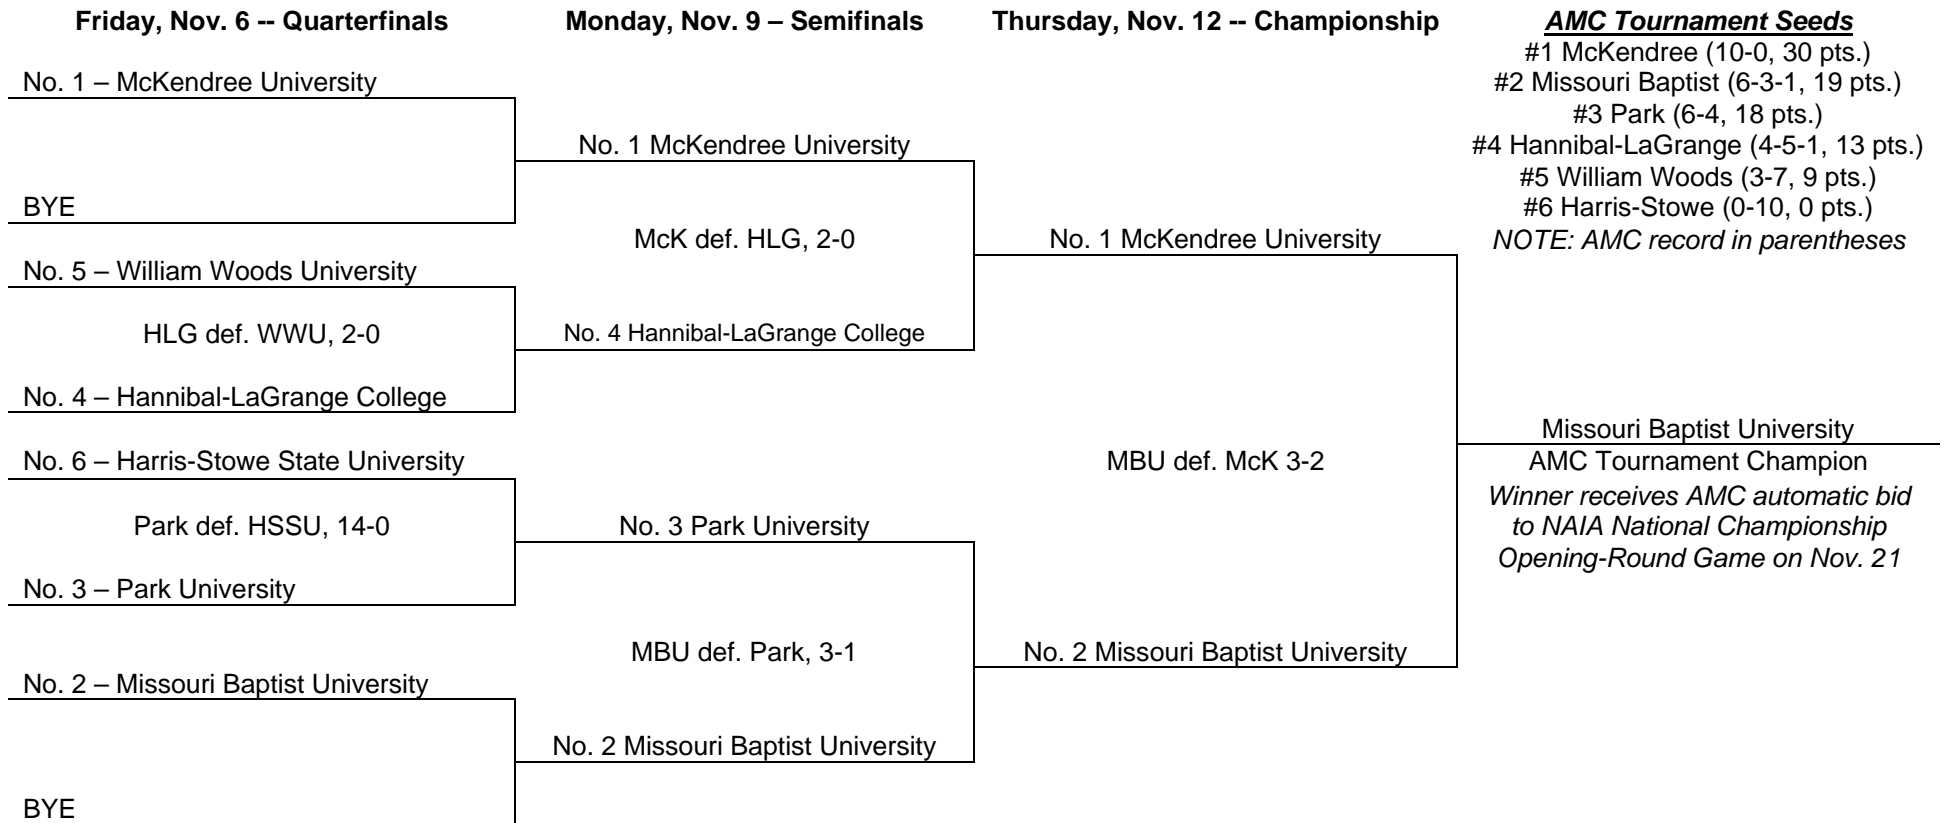 Friday, Nov. 6 -- Quarterfinals
No. 1 – McKendree University
BYE
No. 5 – William Woods University
HLG def. WWU, 2-0
No. 4 – Hannibal-LaGrange College
No. 6 – Harris-Stowe State University
Park def. HSSU, 14-0
No. 3 – Park University
No. 2 – Missouri Baptist University
BYE
Monday, Nov. 9 – Semifinals
No. 1 McKendree University
McK def. HLG, 2-0
No. 4 Hannibal-LaGrange College
No. 3 Park University
MBU def. Park, 3-1
No. 2 Missouri Baptist University
Thursday, Nov. 12 -- Championship
No. 1 McKendree University
MBU def. McK 3-2
No. 2 Missouri Baptist University
AMC Tournament Seeds
#1 McKendree (10-0, 30 pts.)
#2 Missouri Baptist (6-3-1, 19 pts.)
#3 Park (6-4, 18 pts.)
#4 Hannibal-LaGrange (4-5-1, 13 pts.)
#5 William Woods (3-7, 9 pts.)
#6 Harris-Stowe (0-10, 0 pts.)
NOTE: AMC record in parentheses
Missouri Baptist University
AMC Tournament Champion
Winner receives AMC automatic bid
to NAIA National Championship
Opening-Round Game on Nov. 21